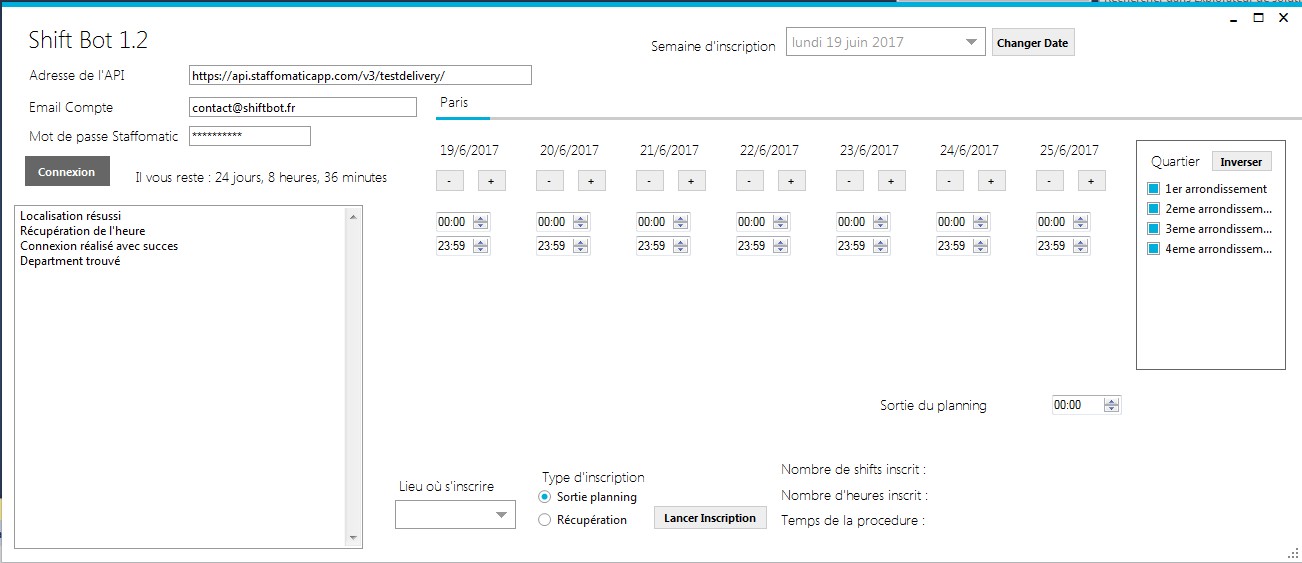 Shift Bot 1.2
Semaine d'inscription lundi 19 juin 2017 Changer Date
Adresse de l'API https://api.staffomaticapp.com/v3/testdelivery/
Email Compte contact@shiftbot.fr
Mot de passe Staffomatic **********
Connexion Il vous reste : 24 jours, 8 heures, 36 minutes
Localisation résussi
Récupération de l'heure
Connexion réalisé avec succes
Department trouvé
Paris
19/6/2017 20/6/2017 21/6/2017 22/6/2017 23/6/2017 24/6/2017 25/6/2017
- + - + - + - + - + - + - +
00:00 00:00 00:00 00:00 00:00 00:00 00:00
23:59 23:59 23:59 23:59 23:59 23:59 23:59
Quartier Inverser
1er arrondissement
2eme arrondissem...
3eme arrondissem...
4eme arrondissem...
Sortie du planning 00:00
Lieu où s'inscrire
Type d'inscription
Sortie planning
Récupération
Lancer Inscription
Nombre de shifts inscrit :
Nombre d'heures inscrit :
Temps de la procedure :